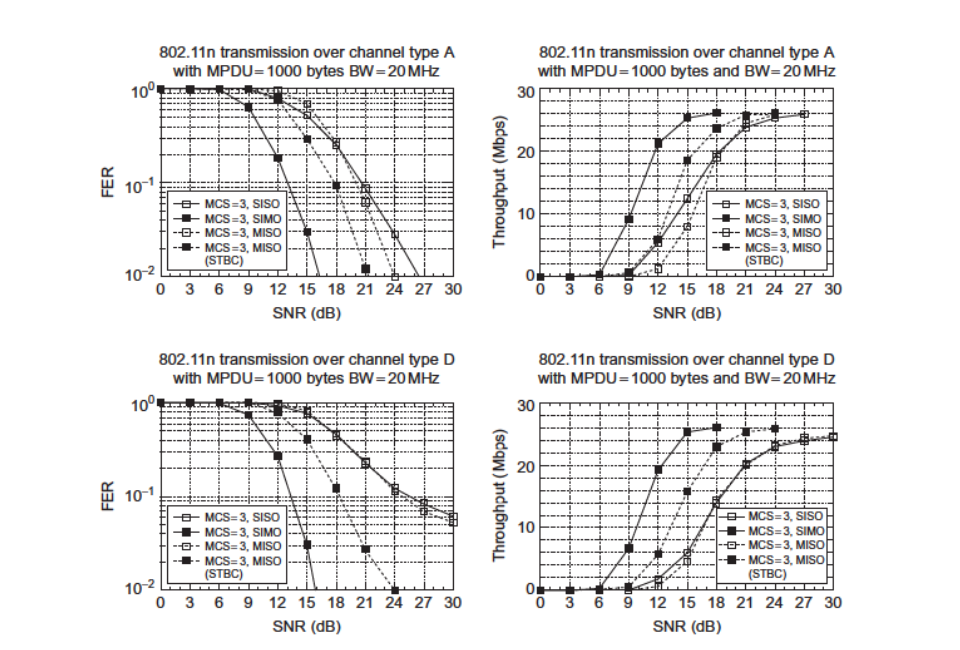 802.11n transmission over channel type A
with MPDU=1000 bytes BW=20 MHz
10^0
10^-1
10^-2
FER
MCS=3, SISO
MCS=3, SIMO
MCS=3, MISO
MCS=3, MISO
(STBC)
0 3 6 9 12 15 18 21 24 27 30
SNR (dB)
802.11n transmission over channel type A
with MPDU=1000 bytes and BW=20 MHz
30
20
10
0
Throughput (Mbps)
MCS=3, SISO
MCS=3, SIMO
MCS=3, MISO
MCS=3, MISO
(STBC)
0 3 6 9 12 15 18 21 24 27 30
SNR (dB)
802.11n transmission over channel type D
with MPDU=1000 bytes BW=20 MHz
10^0
10^-1
10^-2
FER
MCS=3, SISO
MCS=3, SIMO
MCS=3, MISO
MCS=3, MISO
(STBC)
0 3 6 9 12 15 18 21 24 27 30
SNR (dB)
802.11n transmission over channel type D
with MPDU=1000 bytes and BW=20 MHz
30
20
10
0
Throughput (Mbps)
MCS=3, SISO
MCS=3, SIMO
MCS=3, MISO
MCS=3, MISO
(STBC)
0 3 6 9 12 15 18 21 24 27 30
SNR (dB)